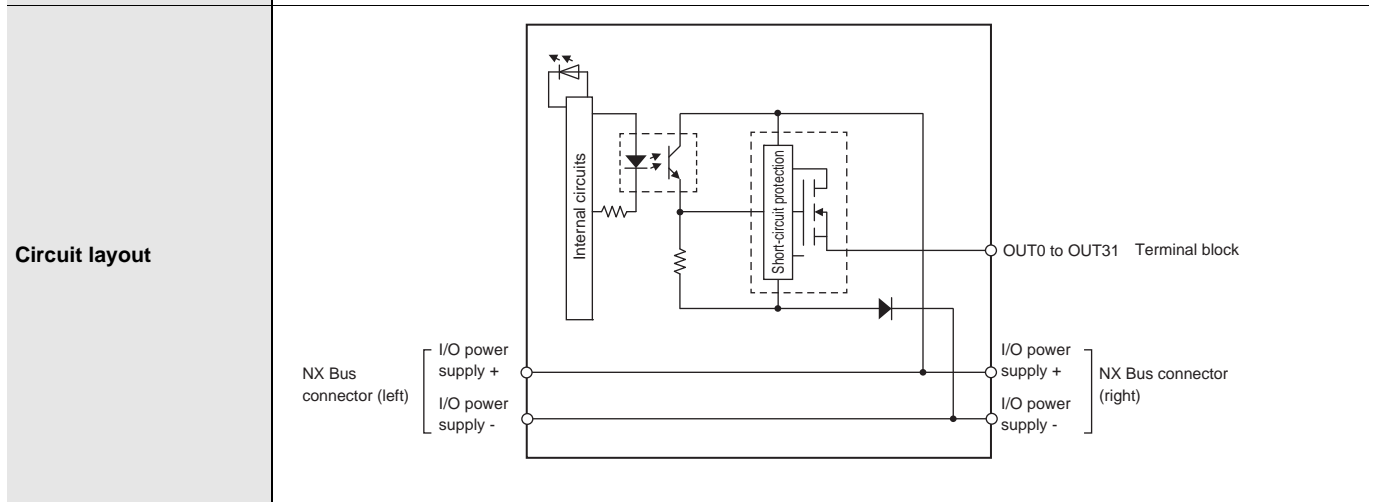 Circuit layout
Internal circuits
Short-circuit protection
OUT0 to OUT31 Terminal block
NX Bus
connector (left)
I/O power
supply +
I/O power
supply -
I/O power
supply +
I/O power
supply -
NX Bus connector
(right)